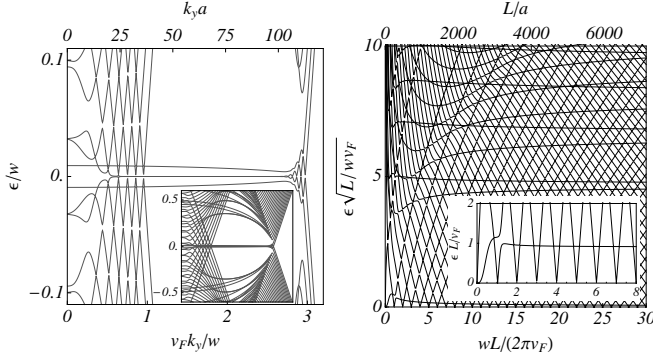 k_y a
L/a
0 25 50 75 100
0 2000 4000 6000
0.1
0.
−0.1
ϵ/w
0.5
0.
−0.5
0 1 2 3
v_F k_y/w
10
5
0
ϵ √L/wv_F
2
1
0
ϵ L/v_F
0 2 4 6 8
0 5 10 15 20 25 30
wL/(2πv_F)